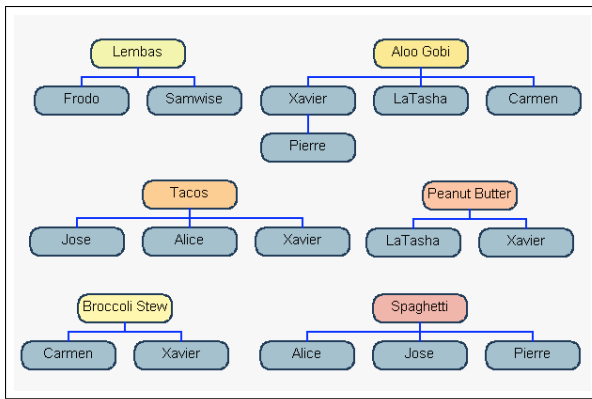 Lembas
Aloo Gobi
Frodo
Samwise
Xavier
LaTasha
Carmen
Pierre
Tacos
Peanut Butter
Jose
Alice
Xavier
LaTasha
Xavier
Broccoli Stew
Spaghetti
Carmen
Xavier
Alice
Jose
Pierre